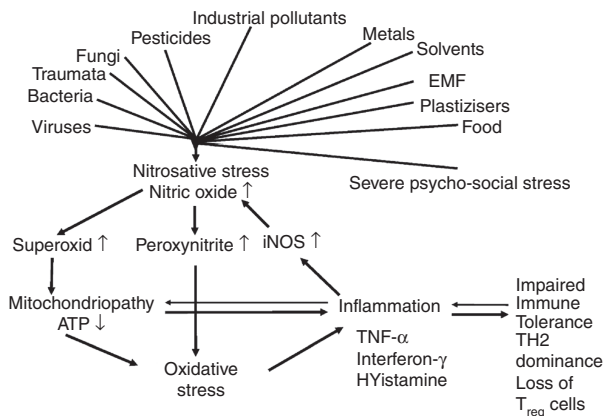 Industrial pollutants
Pesticides
Metals
Fungi
Solvents
Traumata
EMF
Bacteria
Plastizisers
Viruses
Food
Nitrosative stress
Nitric oxide ↑
Severe psycho-social stress
Superoxid ↑
Peroxynitrite ↑
iNOS ↑
Mitochondriopathy
ATP ↓
Inflammation
TNF-α
Interferon-γ
HYistamine
Impaired
Immune
Tolerance
TH2
dominance
Loss of
Treg cells
Oxidative
stress